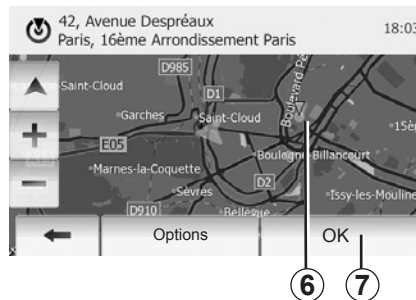 42, Avenue Despréaux
Paris, 16ème Arrondissement Paris
18:03
D985
Saint-Cloud
D1
Boulevard
Garches
Saint-Cloud
15è
E05
Boulogne-Billancourt
Marnes-la-Coquette
Sèvres
D2
Issy-les-Mouline
D910
Bellevue
Options
OK
6
7